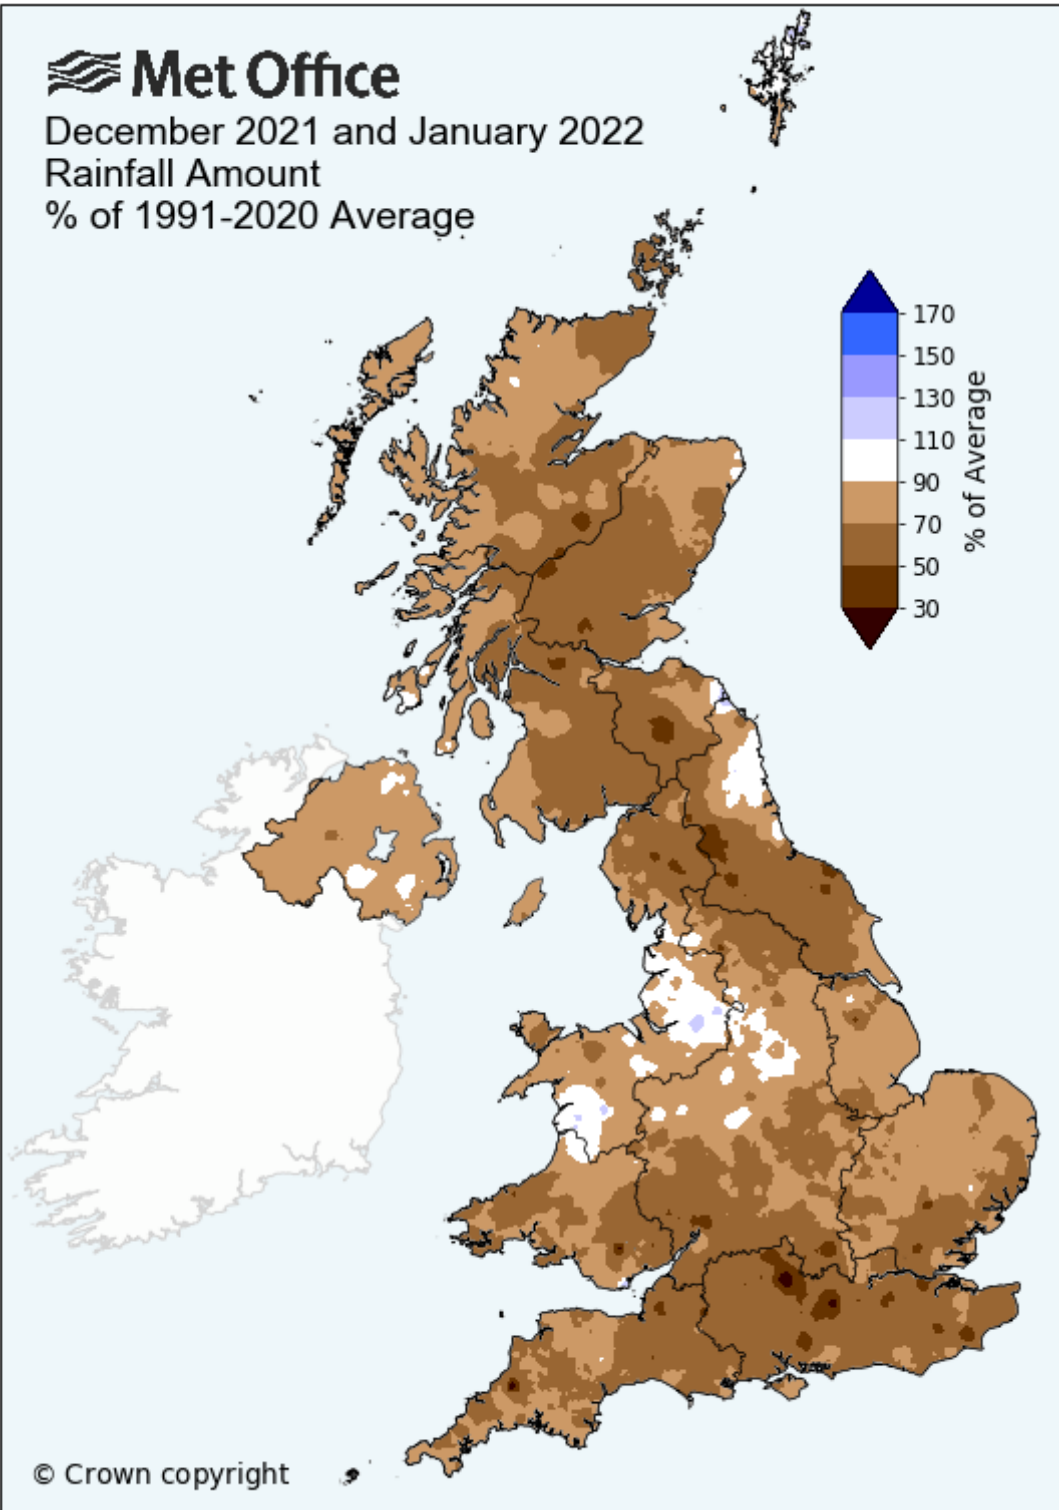 Met Office
December 2021 and January 2022
Rainfall Amount
% of 1991-2020 Average
170
150
130
110
90
70
50
30
% of Average
© Crown copyright